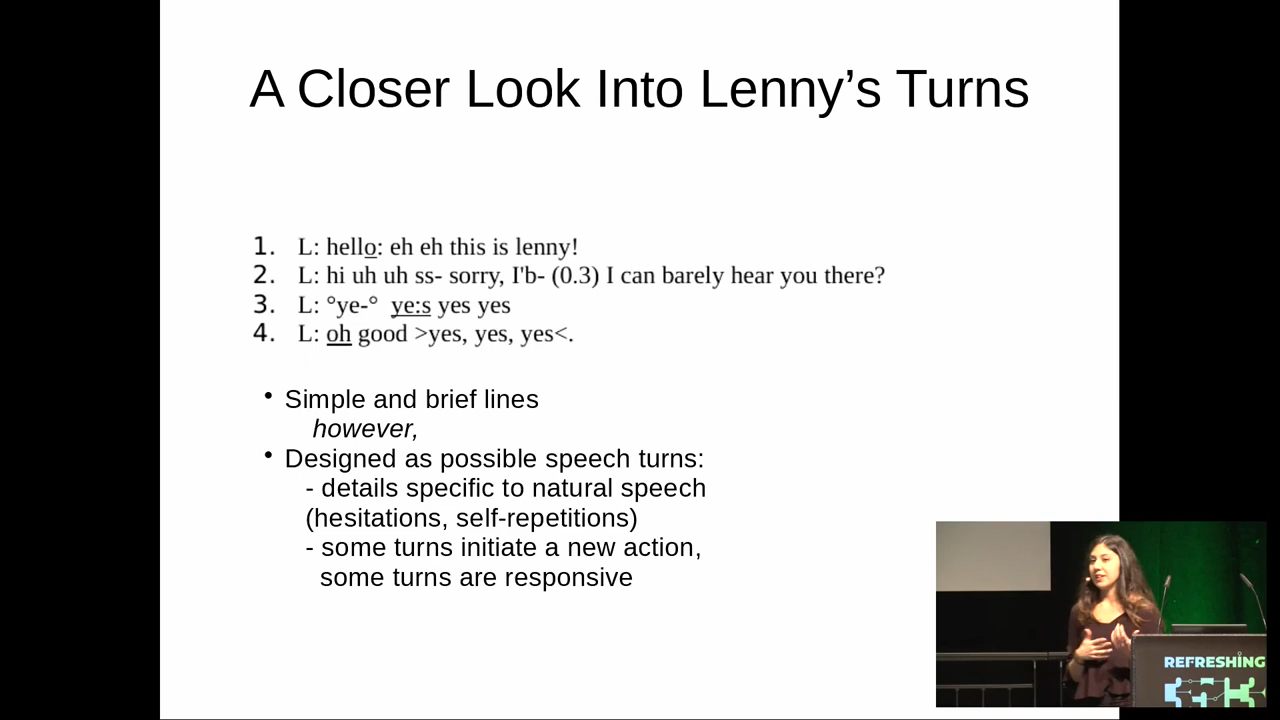 A Closer Look Into Lenny’s Turns
1. L: hello: eh eh this is lenny!
2. L: hi uh uh ss- sorry, I'b- (0.3) I can barely hear you there?
3. L: °ye-° ye:s yes yes
4. L: oh good >yes, yes, yes<.
• Simple and brief lines
however,
• Designed as possible speech turns:
- details specific to natural speech
(hesitations, self-repetitions)
- some turns initiate a new action,
some turns are responsive
REFRESHING